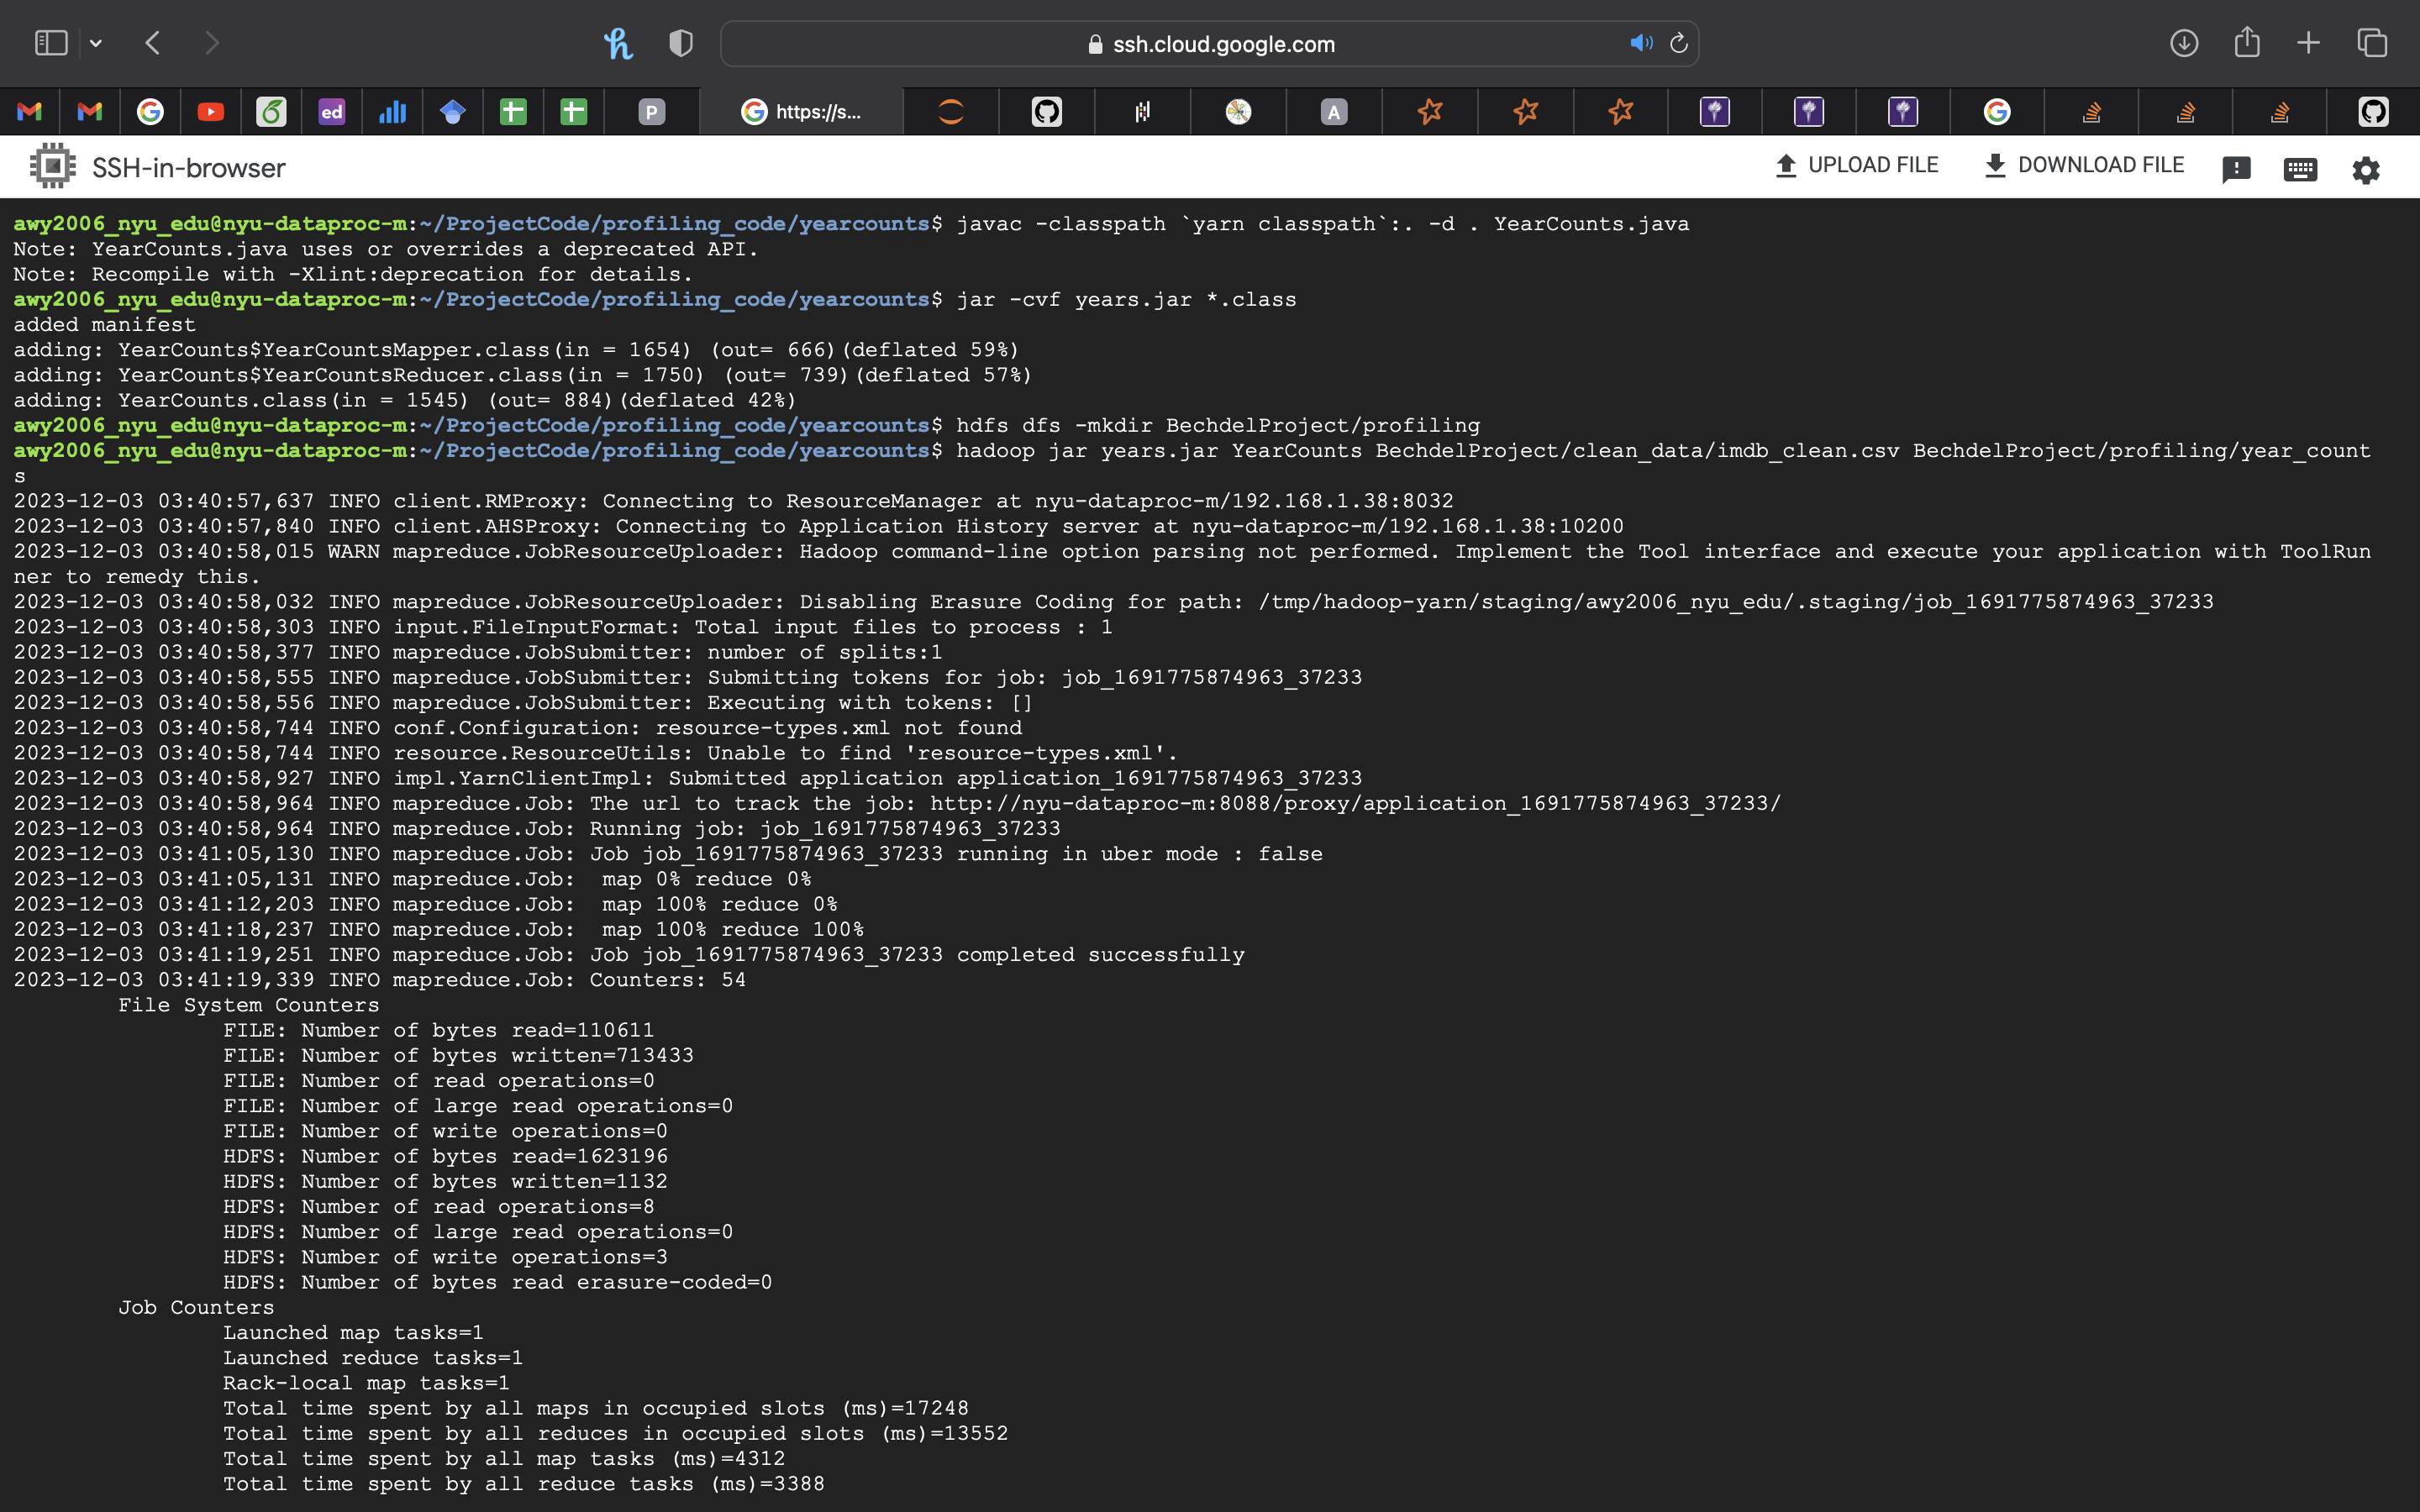 ssh.cloud.google.com
ed
P
https://s...
A
SSH-in-browser
UPLOAD FILE
DOWNLOAD FILE
awy2006_nyu_edu@nyu-dataproc-m:~/ProjectCode/profiling_code/yearcounts$ javac -classpath `yarn classpath`:. -d . YearCounts.java
Note: YearCounts.java uses or overrides a deprecated API.
Note: Recompile with -Xlint:deprecation for details.
awy2006_nyu_edu@nyu-dataproc-m:~/ProjectCode/profiling_code/yearcounts$ jar -cvf years.jar *.class
added manifest
adding: YearCounts$YearCountsMapper.class(in = 1654) (out= 666)(deflated 59%)
adding: YearCounts$YearCountsReducer.class(in = 1750) (out= 739)(deflated 57%)
adding: YearCounts.class(in = 1545) (out= 884)(deflated 42%)
awy2006_nyu_edu@nyu-dataproc-m:~/ProjectCode/profiling_code/yearcounts$ hdfs dfs -mkdir BechdelProject/profiling
awy2006_nyu_edu@nyu-dataproc-m:~/ProjectCode/profiling_code/yearcounts$ hadoop jar years.jar YearCounts BechdelProject/clean_data/imdb_clean.csv BechdelProject/profiling/year_count
s
2023-12-03 03:40:57,637 INFO client.RMProxy: Connecting to ResourceManager at nyu-dataproc-m/192.168.1.38:8032
2023-12-03 03:40:57,840 INFO client.AHSProxy: Connecting to Application History server at nyu-dataproc-m/192.168.1.38:10200
2023-12-03 03:40:58,015 WARN mapreduce.JobResourceUploader: Hadoop command-line option parsing not performed. Implement the Tool interface and execute your application with ToolRun
ner to remedy this.
2023-12-03 03:40:58,032 INFO mapreduce.JobResourceUploader: Disabling Erasure Coding for path: /tmp/hadoop-yarn/staging/awy2006_nyu_edu/.staging/job_1691775874963_37233
2023-12-03 03:40:58,303 INFO input.FileInputFormat: Total input files to process : 1
2023-12-03 03:40:58,377 INFO mapreduce.JobSubmitter: number of splits:1
2023-12-03 03:40:58,555 INFO mapreduce.JobSubmitter: Submitting tokens for job: job_1691775874963_37233
2023-12-03 03:40:58,556 INFO mapreduce.JobSubmitter: Executing with tokens: []
2023-12-03 03:40:58,744 INFO conf.Configuration: resource-types.xml not found
2023-12-03 03:40:58,744 INFO resource.ResourceUtils: Unable to find 'resource-types.xml'.
2023-12-03 03:40:58,927 INFO impl.YarnClientImpl: Submitted application application_1691775874963_37233
2023-12-03 03:40:58,964 INFO mapreduce.Job: The url to track the job: http://nyu-dataproc-m:8088/proxy/application_1691775874963_37233/
2023-12-03 03:40:58,964 INFO mapreduce.Job: Running job: job_1691775874963_37233
2023-12-03 03:41:05,130 INFO mapreduce.Job: Job job_1691775874963_37233 running in uber mode : false
2023-12-03 03:41:05,131 INFO mapreduce.Job:  map 0% reduce 0%
2023-12-03 03:41:12,203 INFO mapreduce.Job:  map 100% reduce 0%
2023-12-03 03:41:18,237 INFO mapreduce.Job:  map 100% reduce 100%
2023-12-03 03:41:19,251 INFO mapreduce.Job: Job job_1691775874963_37233 completed successfully
2023-12-03 03:41:19,339 INFO mapreduce.Job: Counters: 54
File System Counters
FILE: Number of bytes read=110611
FILE: Number of bytes written=713433
FILE: Number of read operations=0
FILE: Number of large read operations=0
FILE: Number of write operations=0
HDFS: Number of bytes read=1623196
HDFS: Number of bytes written=1132
HDFS: Number of read operations=8
HDFS: Number of large read operations=0
HDFS: Number of write operations=3
HDFS: Number of bytes read erasure-coded=0
Job Counters
Launched map tasks=1
Launched reduce tasks=1
Rack-local map tasks=1
Total time spent by all maps in occupied slots (ms)=17248
Total time spent by all reduces in occupied slots (ms)=13552
Total time spent by all map tasks (ms)=4312
Total time spent by all reduce tasks (ms)=3388